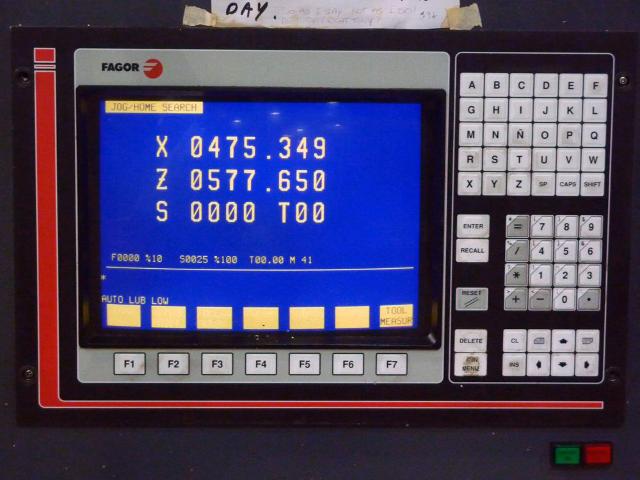 DAY.
FAGOR
JOG/HOME SEARCH
X 0475.349
Z 0577.650
S 0000 T00
F0000 %10 S0025 %100 T00.00 M 41
*
AUTO LUB LOW
TOOL
MEASUR
F1 F2 F3 F4 F5 F6 F7
A B C D E F
G H I J K L
M N Ñ O P Q
R S T U V W
X Y Z SP CAPS SHIFT
ENTER = 7 8 9
RECALL / 4 5 6
* 1 2 3
RESET + - 0 .
DELETE CL
MENU INS